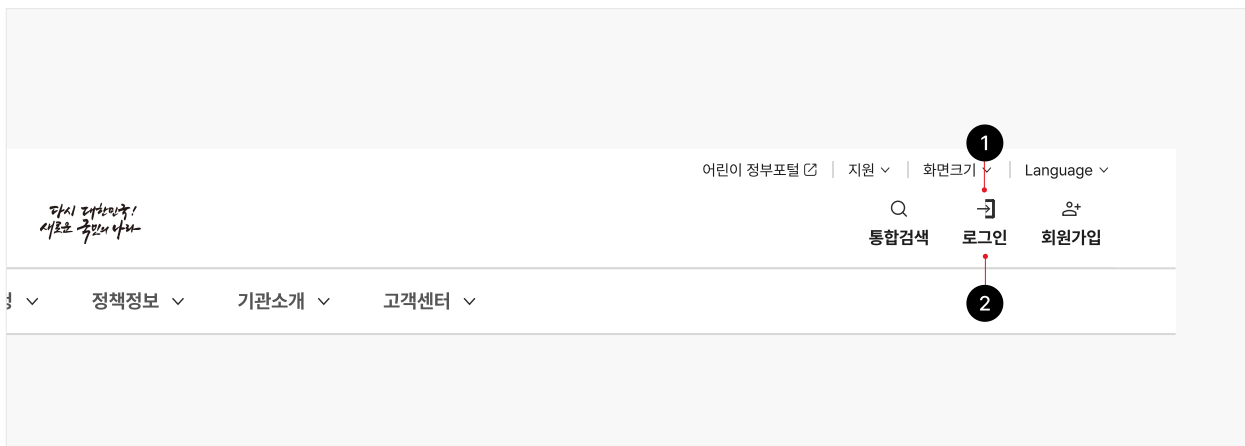 1
어린이 정부포털 지원 화면크기 Language
다시 대한민국!
새로운 국민의 나라
통합검색 로그인 회원가입
정책정보 기관소개 고객센터
2